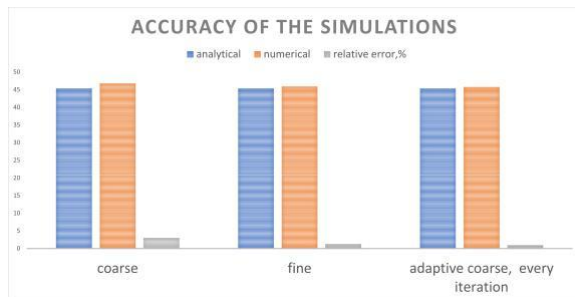 ACCURACY OF THE SIMULATIONS
analytical numerical relative error,%
50
45
40
35
30
25
20
15
10
5
0
coarse fine adaptive coarse, every
iteration